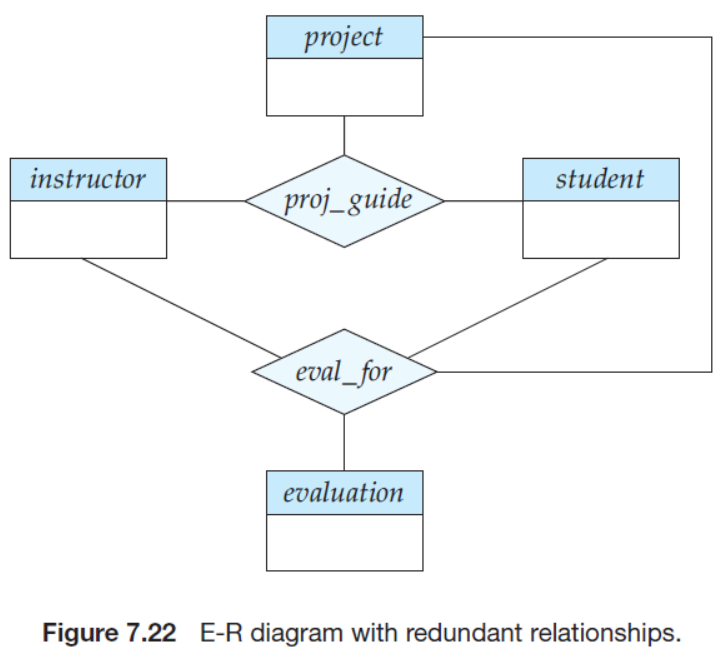 project
instructor
proj_guide
student
eval_for
evaluation
Figure 7.22 E-R diagram with redundant relationships.